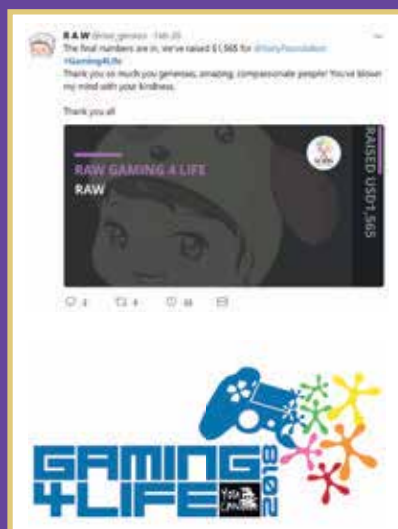 R A W
The final numbers are in, we've raised $1,565 for
#Gaming4Life
Thank you so much you generous, amazing, compassionate people! You've blown
my mind with your kindness.
Thank you all
RAW GAMING 4 LIFE
RAW
RAISED USD1,565
GAMING
4LIFE
2018